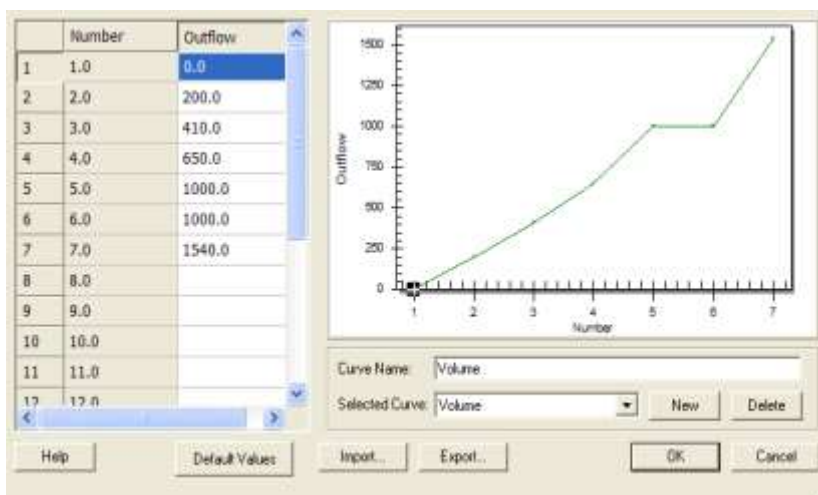 Number Outflow
1 1.0 0.0
2 2.0 200.0
3 3.0 410.0
4 4.0 650.0
5 5.0 1000.0
6 6.0 1000.0
7 7.0 1540.0
8 8.0
9 9.0
10 10.0
11 11.0
12 12.0
1500
1250
1000
750
500
250
0
Outflow
1 2 3 4 5 6 7
Number
Curve Name: Volume
Selected Curve: Volume New Delete
Help Default Values Import... Export... OK Cancel